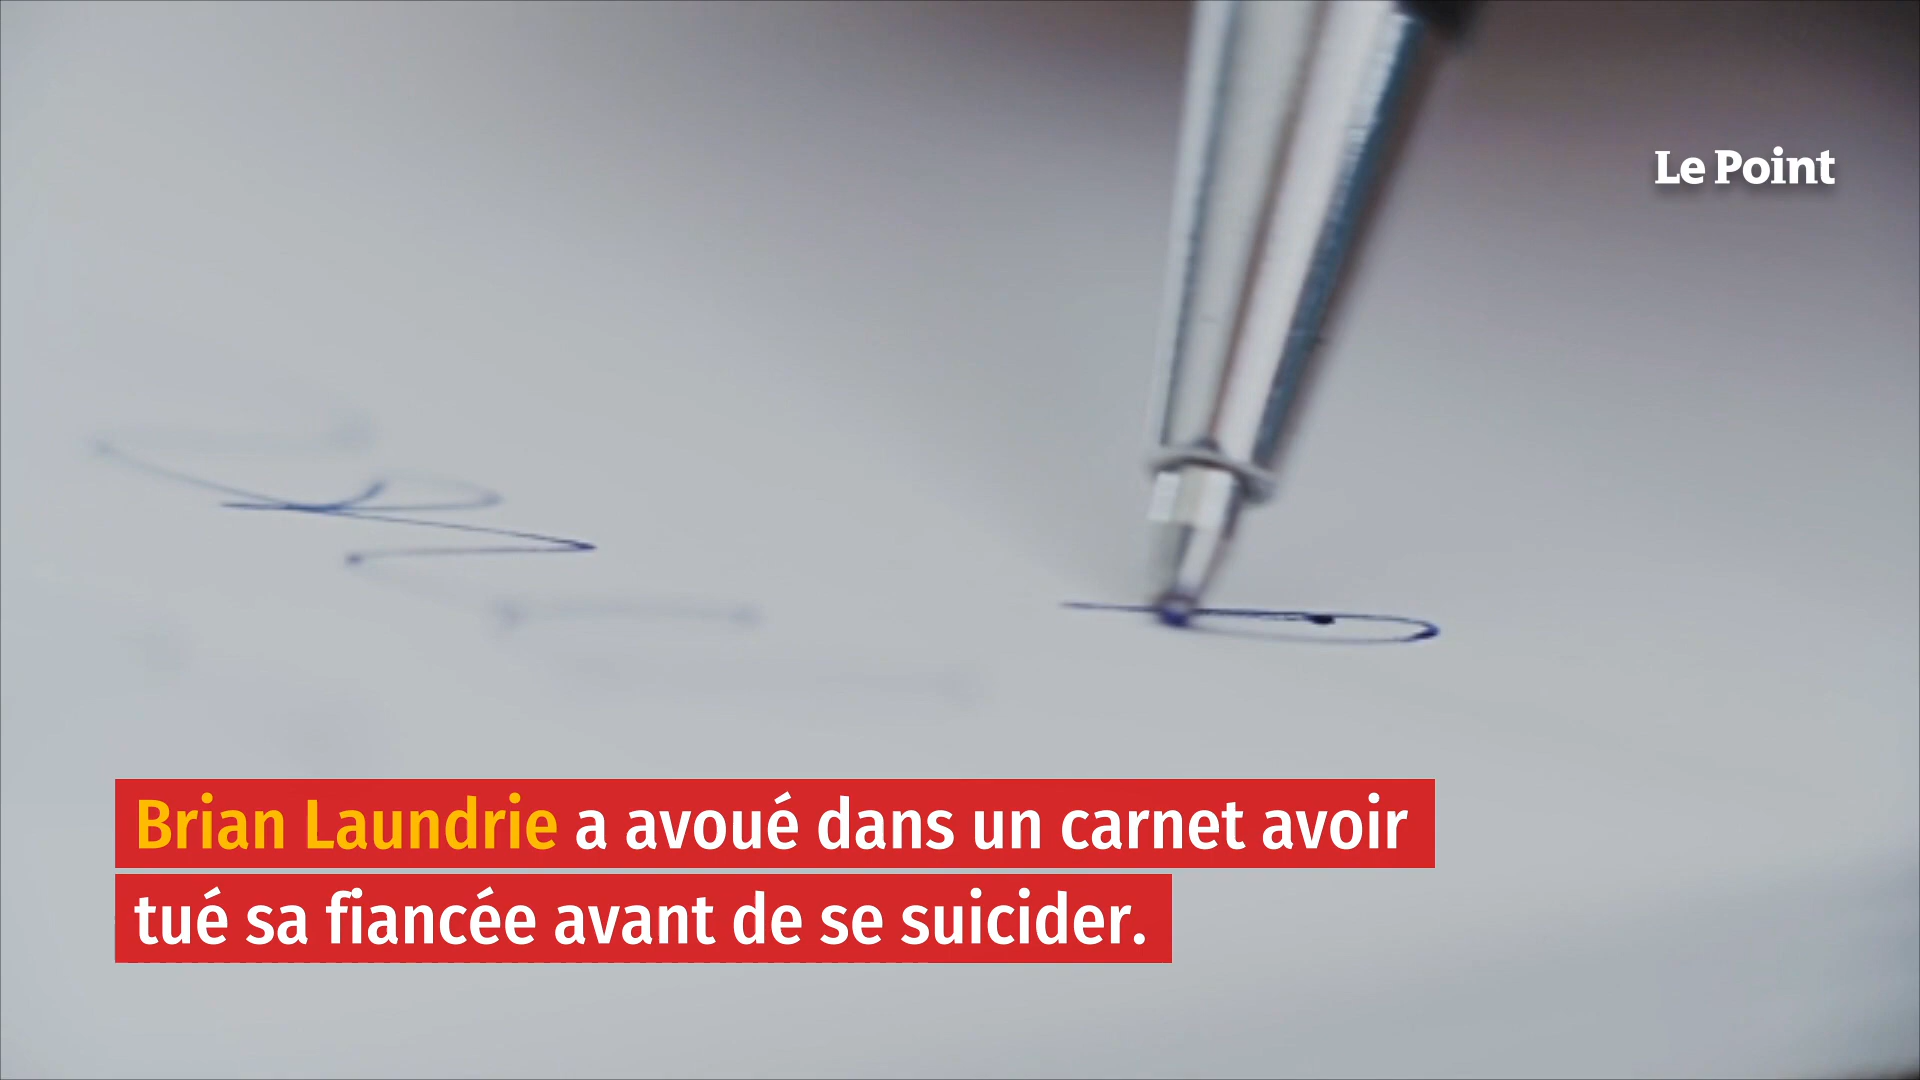 Le Point
Brian Laundrie a avoué dans un carnet avoir
tué sa fiancée avant de se suicider.